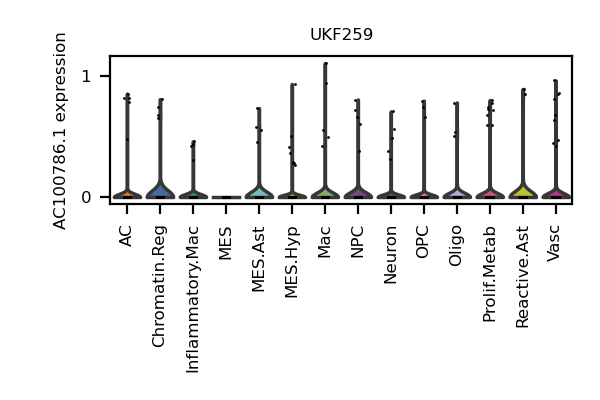 UKF259
AC100786.1 expression
1
0
AC
Chromatin.Reg
Inflammatory.Mac
MES
MES.Ast
MES.Hyp
Mac
NPC
Neuron
OPC
Oligo
Prolif.Metab
Reactive.Ast
Vasc